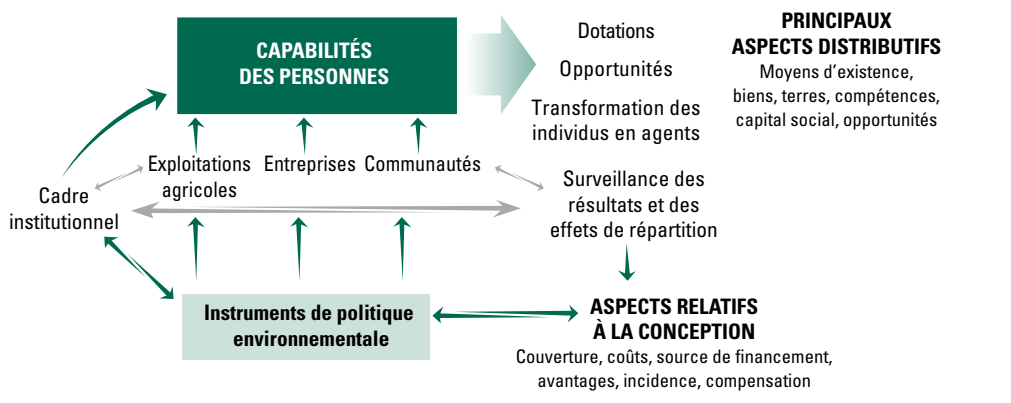 CAPABILITÉS
DES PERSONNES
Dotations
Opportunités
Transformation des
individus en agents
PRINCIPAUX
ASPECTS DISTRIBUTIFS
Moyens d’existence,
biens, terres, compétences,
capital social, opportunités
Exploitations
agricoles
Entreprises
Communautés
Cadre
institutionnel
Surveillance des
résultats et des
effets de répartition
Instruments de politique
environnementale
ASPECTS RELATIFS
À LA CONCEPTION
Couverture, coûts, source de financement,
avantages, incidence, compensation